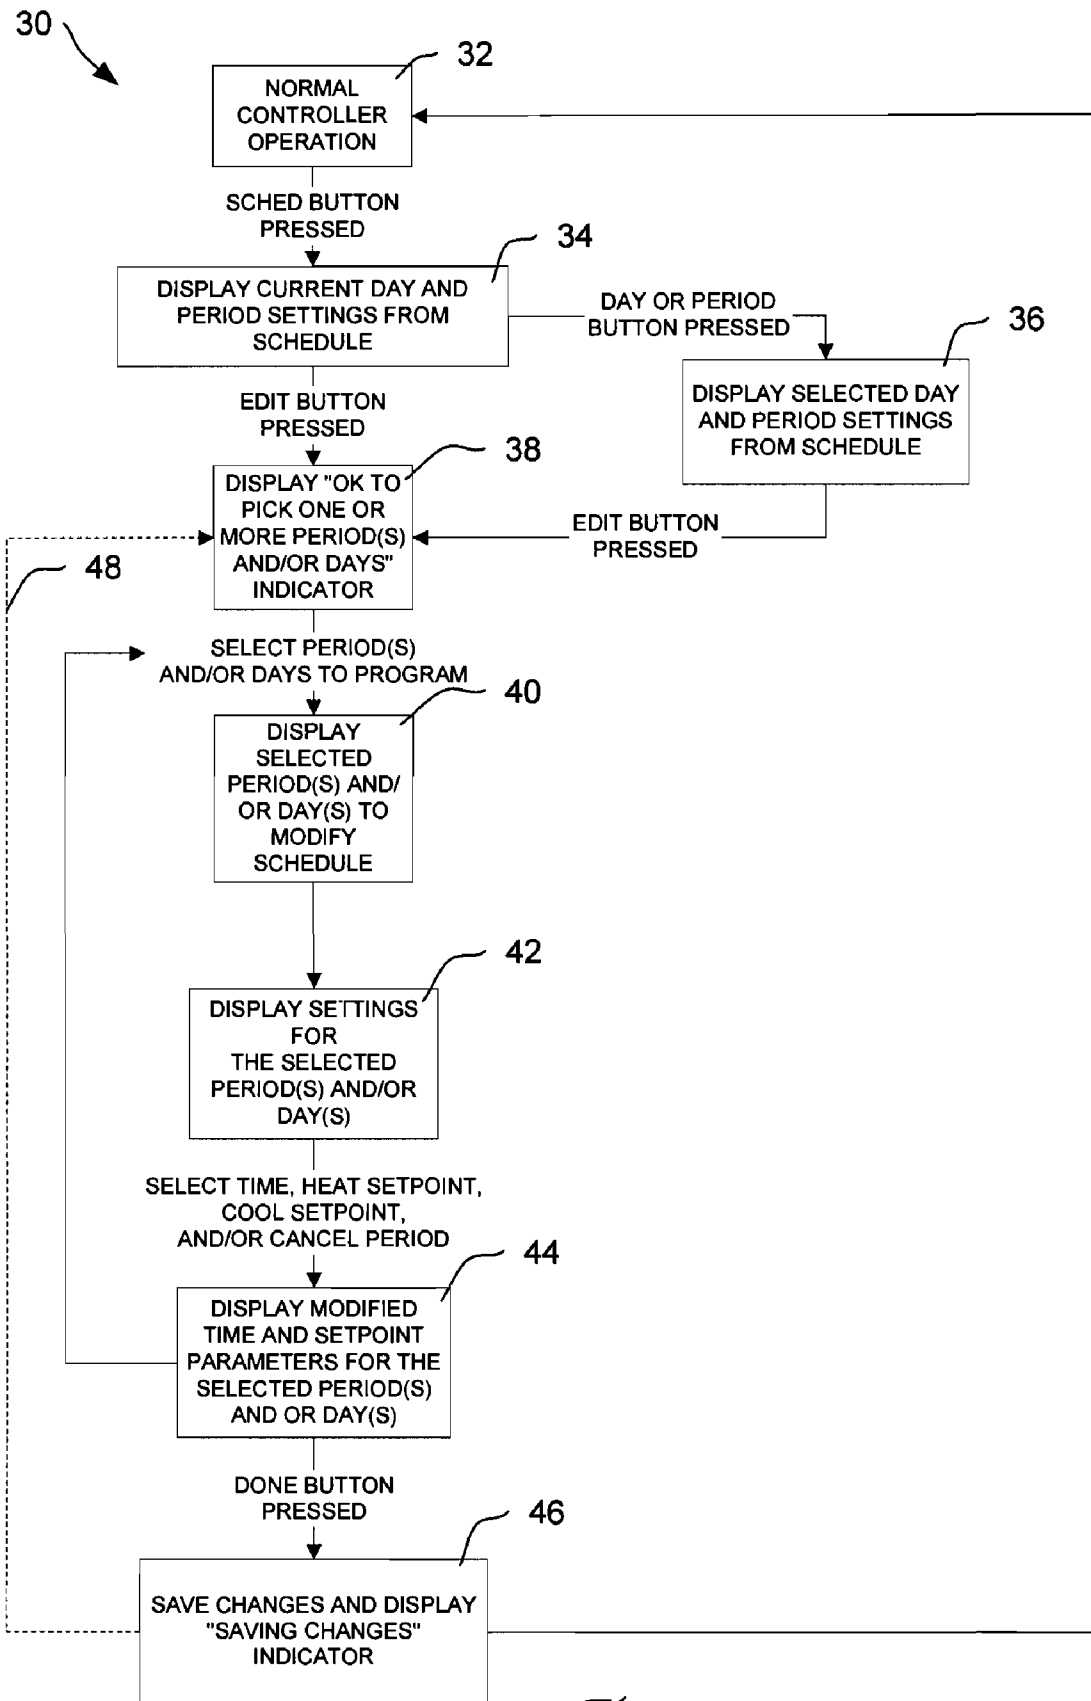 30
32
NORMAL
CONTROLLER
OPERATION
SCHED BUTTON
PRESSED
34
DISPLAY CURRENT DAY AND
PERIOD SETTINGS FROM
SCHEDULE
DAY OR PERIOD
BUTTON PRESSED
36
DISPLAY SELECTED DAY
AND PERIOD SETTINGS
FROM SCHEDULE
EDIT BUTTON
PRESSED
38
DISPLAY "OK TO
PICK ONE OR
MORE PERIOD(S)
AND/OR DAYS"
INDICATOR
EDIT BUTTON
PRESSED
48
SELECT PERIOD(S)
AND/OR DAYS TO PROGRAM
40
DISPLAY
SELECTED
PERIOD(S) AND/
OR DAY(S) TO
MODIFY
SCHEDULE
42
DISPLAY SETTINGS
FOR
THE SELECTED
PERIOD(S) AND/OR
DAY(S)
SELECT TIME, HEAT SETPOINT,
COOL SETPOINT,
AND/OR CANCEL PERIOD
44
DISPLAY MODIFIED
TIME AND SETPOINT
PARAMETERS FOR THE
SELECTED PERIOD(S)
AND OR DAY(S)
DONE BUTTON
PRESSED
46
SAVE CHANGES AND DISPLAY
"SAVING CHANGES"
INDICATOR